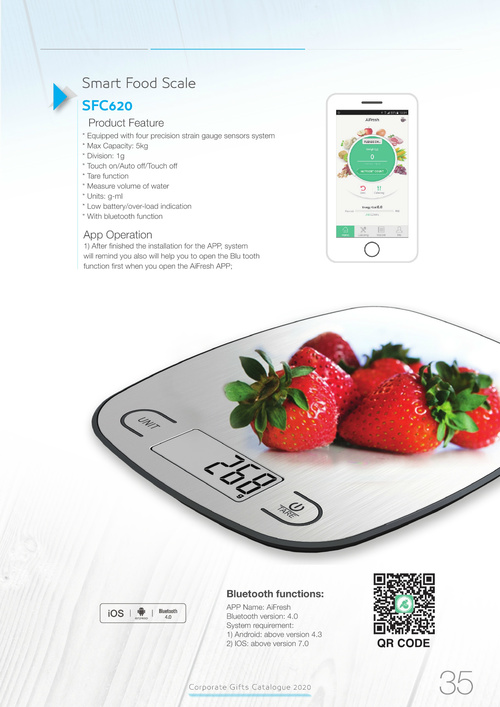 Smart Food Scale
SFC620
Product Feature
* Equipped with four precision strain gauge sensors system
* Max Capacity: 5kg
* Division: 1g
* Touch on/Auto off/Touch off
* Tare function
* Measure volume of water
* Units: g-ml
* Low battery/over-load indication
* With bluetooth function
App Operation
1) After finished the installation for the APP, system
will remind you also will help you to open the Blu tooth
function first when you open the AiFresh APP;
AiFresh
0
UNIT
268
g
TARE
iOS
Bluetooth
4.0
Bluetooth functions:
APP Name: AiFresh
Bluetooth version: 4.0
System requirement:
1) Android: above version 4.3
2) IOS: above version 7.0
QR CODE
Corporate Gifts Catalogue 2020
35